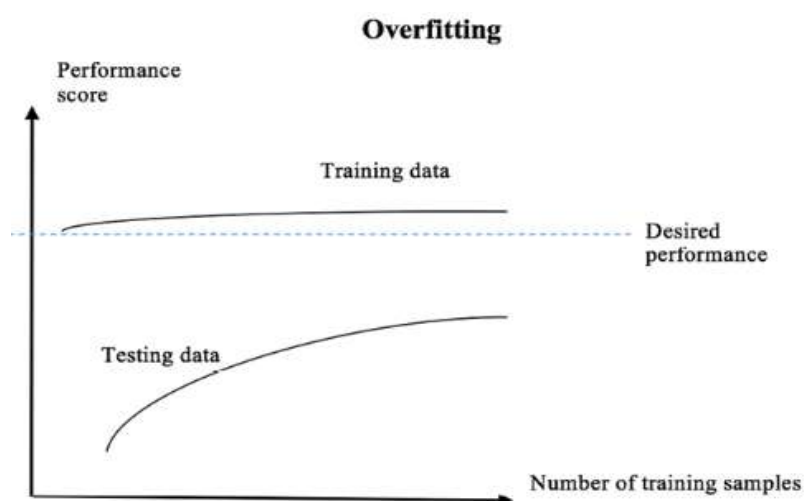 Overfitting
Performance
score
Training data
Desired
performance
Testing data
Number of training samples